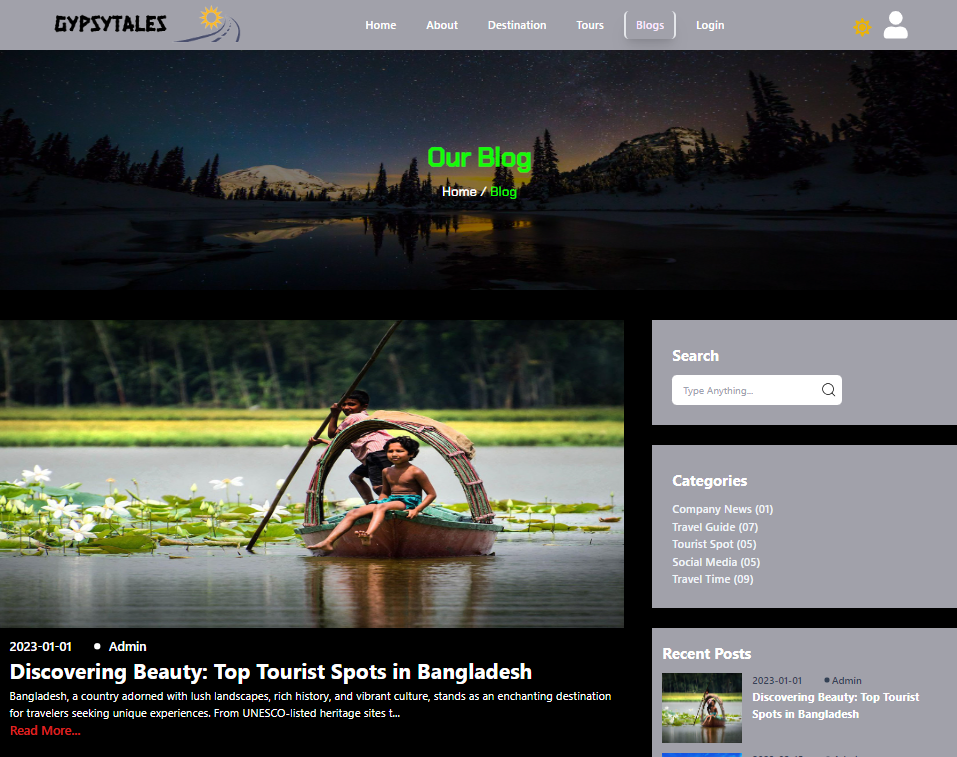 GYPSYTALES
Home About Destination Tours Blogs Login
Our Blog
Home / Blog
Search
Type Anything...
Categories
Company News (01)
Travel Guide (07)
Tourist Spot (05)
Social Media (05)
Travel Time (09)
2023-01-01 • Admin
Discovering Beauty: Top Tourist Spots in Bangladesh
Bangladesh, a country adorned with lush landscapes, rich history, and vibrant culture, stands as an enchanting destination
for travelers seeking unique experiences. From UNESCO-listed heritage sites t...
Read More...
Recent Posts
2023-01-01 • Admin
Discovering Beauty: Top Tourist
Spots in Bangladesh